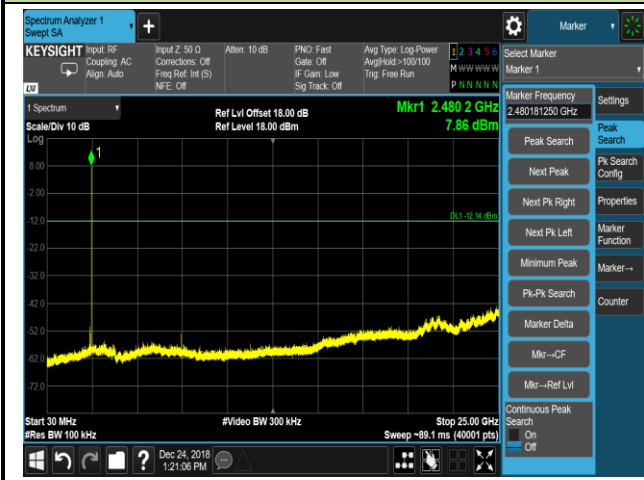 Spectrum Analyzer 1
Swept SA
Marker
KEYSIGHT
Input: RF
Coupling: AC
Align: Auto
Input Z: 50 Ω
Corrections: Off
Freq Ref: Int (S)
NFE: Off
Atten: 10 dB
PNO: Fast
Gate: Off
IF Gain: Low
Sig Track: Off
Avg Type: Log-Power
Avg|Hold:>100/100
Trig: Free Run
1 2 3 4 5 6
M W W W W W
P N N N N N
LXI
Select Marker
Marker 1
1 Spectrum
Scale/Div 10 dB
Log
Ref Lvl Offset 18.00 dB
Ref Level 18.00 dBm
Mkr1 2.480 2 GHz
7.86 dBm
1
8.00
-2.00
-12.0
-22.0
-32.0
-42.0
-52.0
-62.0
-72.0
DL1 -12.14 dBm
Start 30 MHz
#Res BW 100 kHz
#Video BW 300 kHz
Stop 25.00 GHz
Sweep ~89.1 ms (40001 pts)
Marker Frequency
2.480181250 GHz
Peak Search
Next Peak
Next Pk Right
Next Pk Left
Minimum Peak
Pk-Pk Search
Marker Delta
Mkr→CF
Mkr→Ref Lvl
Continuous Peak
Search
On
Off
Settings
Peak
Search
Pk Search
Config
Properties
Marker
Function
Marker→
Counter
?
Dec 24, 2018
1:21:06 PM